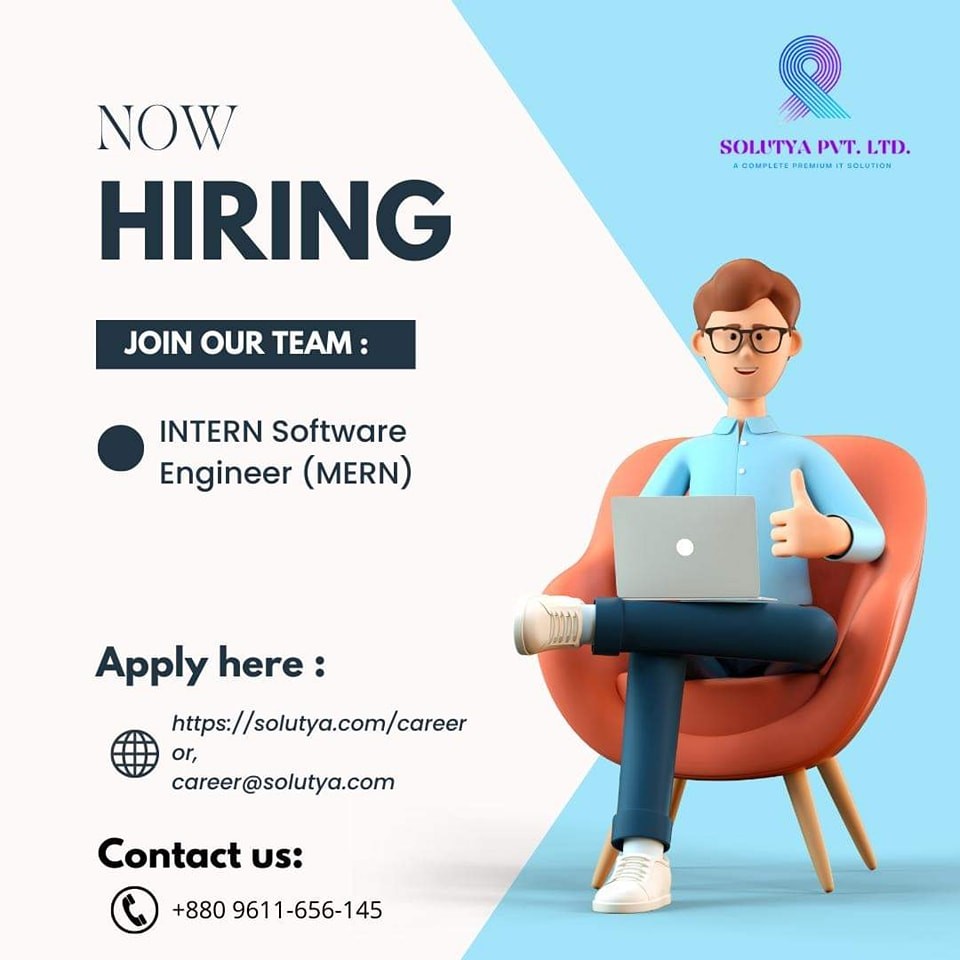 NOW
HIRING
JOIN OUR TEAM :
INTERN Software
Engineer (MERN)
Apply here :
https://solutya.com/career
or,
career@solutya.com
Contact us:
+880 9611-656-145
SOLUTYA PVT. LTD.
A COMPLETE PREMIUM IT SOLUTION